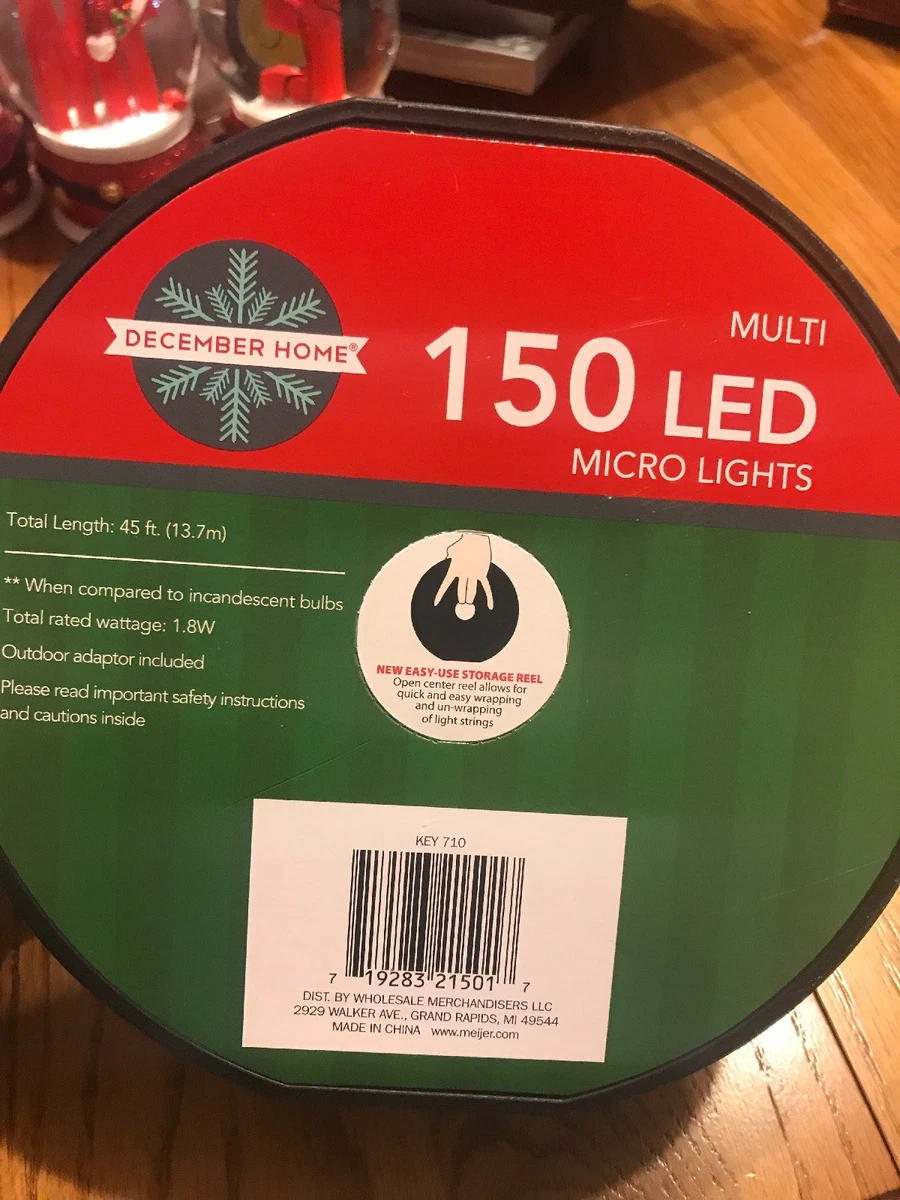 DECEMBER HOME®
MULTI
150 LED
MICRO LIGHTS
Total Length: 45 ft. (13.7m)
** When compared to incandescent bulbs
Total rated wattage: 1.8W
Outdoor adaptor included
Please read important safety instructions
and cautions inside
NEW EASY-USE STORAGE REEL
Open center reel allows for
quick and easy wrapping
and un-wrapping
of light strings
KEY 710
7 19283 21501 7
DIST. BY WHOLESALE MERCHANDISERS LLC
2929 WALKER AVE., GRAND RAPIDS, MI 49544
MADE IN CHINA www.meijer.com